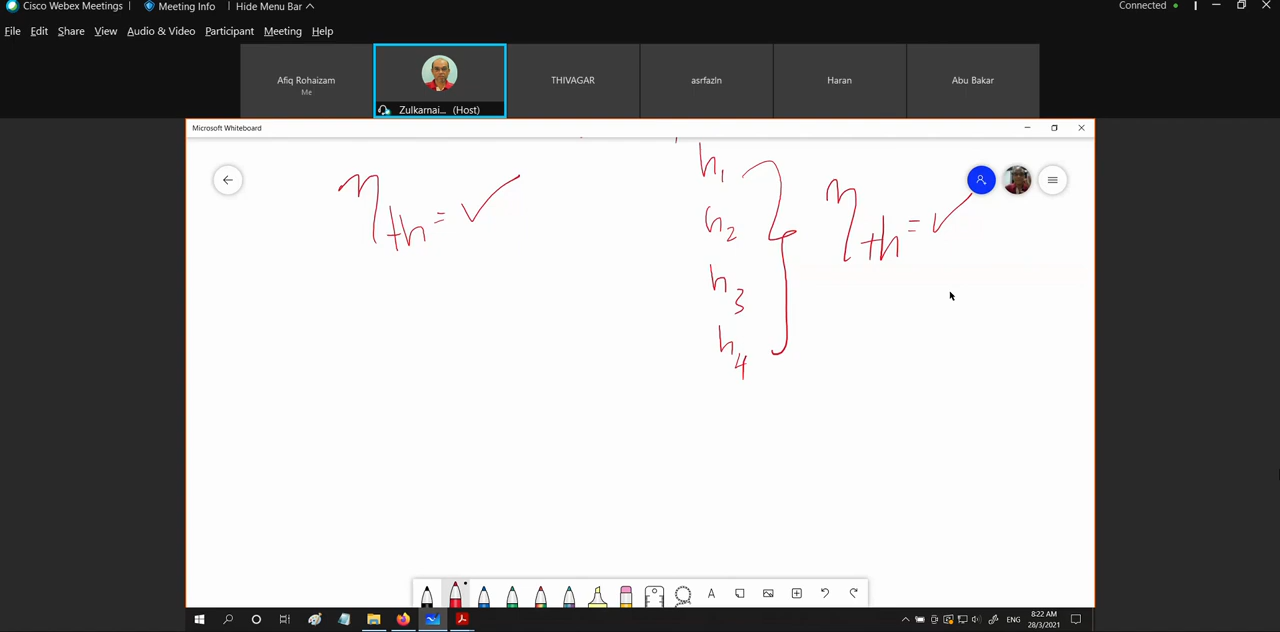 Cisco Webex Meetings Meeting Info Hide Menu Bar Connected
File Edit Share View Audio & Video Participant Meeting Help
Afiq Rohaizam
Me
Zulkarnai... (Host)
THIVAGAR
asrfazln
Haran
Abu Bakar
Microsoft Whiteboard
η th = ✓
h1
h2
h3
h4
η th = ✓
A
ENG
8:22 AM
28/3/2021